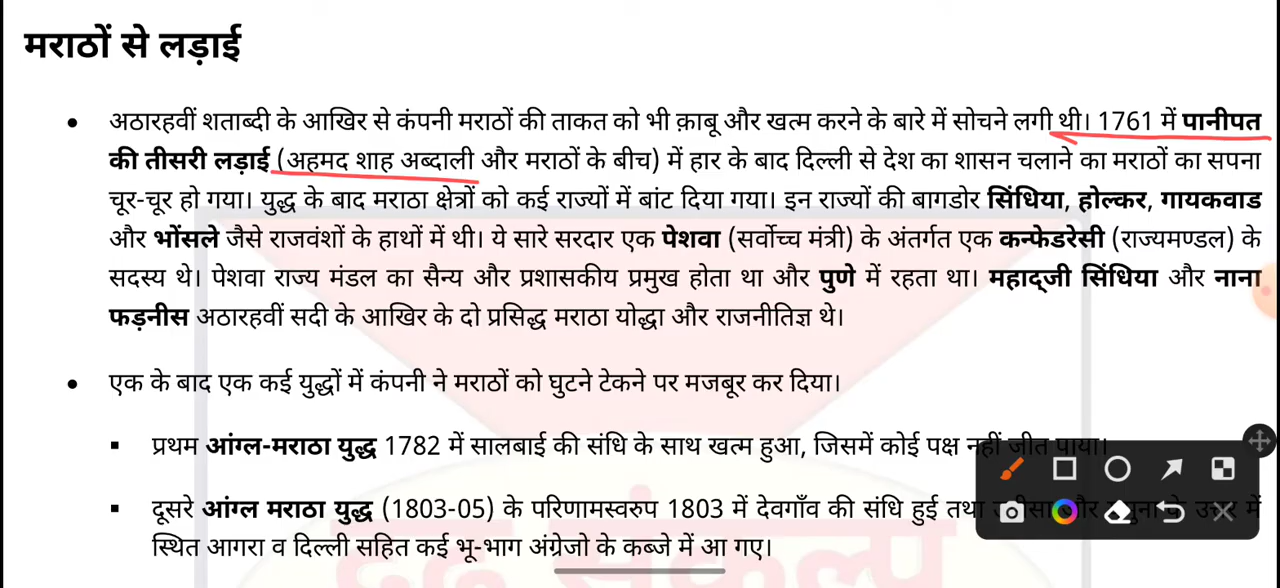 मराठों से लड़ाई
• अठारहवीं शताब्दी के आखिर से कंपनी मराठों की ताकत को भी क़ाबू और खत्म करने के बारे में सोचने लगी थी। 1761 में पानीपत
की तीसरी लड़ाई (अहमद शाह अब्दाली और मराठों के बीच) में हार के बाद दिल्ली से देश का शासन चलाने का मराठों का सपना
चूर-चूर हो गया। युद्ध के बाद मराठा क्षेत्रों को कई राज्यों में बांट दिया गया। इन राज्यों की बागडोर सिंधिया, होल्कर, गायकवाड
और भोंसले जैसे राजवंशों के हाथों में थी। ये सारे सरदार एक पेशवा (सर्वोच्च मंत्री) के अंतर्गत एक कन्फेडरेसी (राज्यमण्डल) के
सदस्य थे। पेशवा राज्य मंडल का सैन्य और प्रशासकीय प्रमुख होता था और पुणे में रहता था। महाद्जी सिंधिया और नाना
फड़नीस अठारहवीं सदी के आखिर के दो प्रसिद्ध मराठा योद्धा और राजनीतिज्ञ थे।
• एक के बाद एक कई युद्धों में कंपनी ने मराठों को घुटने टेकने पर मजबूर कर दिया।
▪ प्रथम आंग्ल-मराठा युद्ध 1782 में सालबाई की संधि के साथ खत्म हुआ, जिसमें कोई पक्ष नहीं जीत पाया।
▪ दूसरे आंग्ल मराठा युद्ध (1803-05) के परिणामस्वरुप 1803 में देवगाँव की संधि हुई तथा और के उत्तर में
स्थित आगरा व दिल्ली सहित कई भू-भाग अंग्रेजो के कब्जे में आ गए।